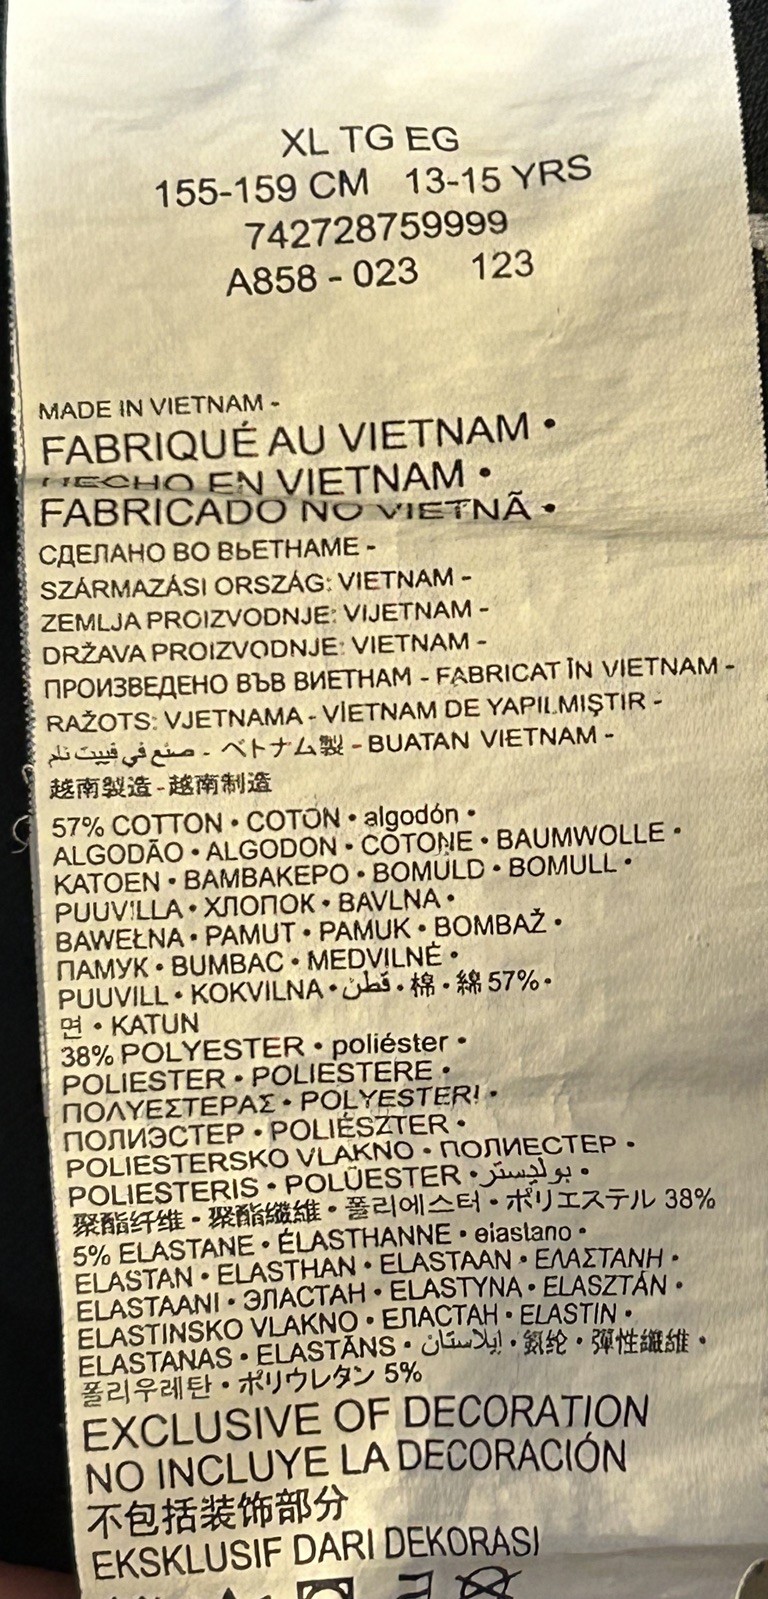 XL TG EG
155-159 CM 13-15 YRS
742728759999
A858 - 023 123
MADE IN VIETNAM -
FABRIQUÉ AU VIETNAM •
HECHO EN VIETNAM •
FABRICADO NO VIETNÃ •
СДЕЛАНО ВО ВЬЕТНАМЕ -
SZÁRMAZÁSI ORSZÁG: VIETNAM -
ZEMLJA PROIZVODNJE: VIJETNAM -
DRŽAVA PROIZVODNJE: VIETNAM -
ПРОИЗВЕДЕНО ВЪВ ВИЕТНАМ - FABRICAT ÎN VIETNAM -
RAŽOTS: VJETNAMA - VİETNAM DE YAPILMIŞTIR -
صنع في فييت نام - ベトナム製 - BUATAN VIETNAM -
越南製造 - 越南制造
57% COTTON • COTON • algodón •
ALGODÃO • ALGODON • COTONE • BAUMWOLLE •
KATOEN • ΒΑΜΒΑΚΕΡΟ • BOMULD • BOMULL •
PUUVILLA • ХЛОПОК • BAVLNA •
BAWEŁNA • PAMUT • PAMUK • BOMBAŽ •
ПАМУК • BUMBAC • MEDVILNĖ •
PUUVILL • KOKVILNA • قطن • 棉 • 綿 57% •
면 • KATUN
38% POLYESTER • poliéster •
POLIESTER • POLIESTERE •
ΠΟΛΥΕΣΤΕΡΑΣ • POLYESTERI •
ПОЛИЭСТЕР • POLIÉSZTER •
POLIESTERSKO VLAKNO • ПОЛИЕСТЕР •
POLIESTERIS • POLÜESTER • بوليستر •
聚酯纤维 • 聚酯纖維 • 폴리에스터 • ポリエステル 38%
5% ELASTANE • ÉLASTHANNE • elastano •
ELASTAN • ELASTHAN • ELASTAAN • ΕΛΑΣΤΑΝΗ •
ELASTAANI • ЭЛАСТАН • ELASTYNA • ELASZTÁN •
ELASTINSKO VLAKNO • ЕЛАСТАН • ELASTIN •
ELASTANAS • ELASTĀNS • إيلاستان • 氨纶 • 彈性纖維 •
폴리우레탄 • ポリウレタン 5%
EXCLUSIVE OF DECORATION
NO INCLUYE LA DECORACIÓN
不包括装饰部分
EKSKLUSIF DARI DEKORASI